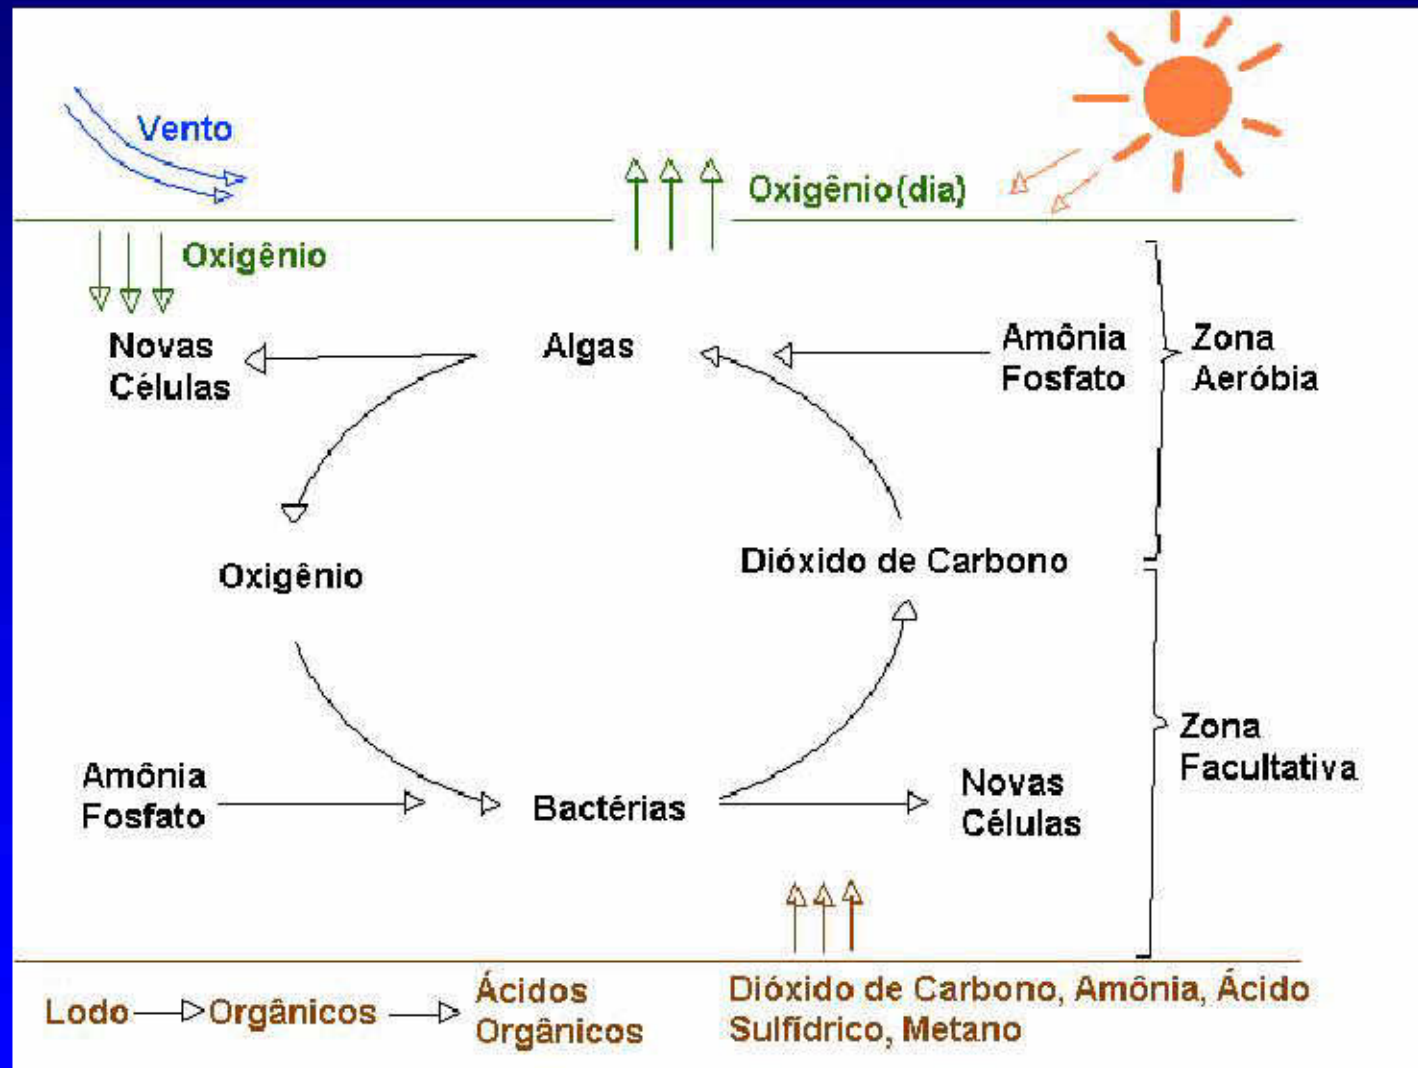 Vento
Oxigênio(dia)
Oxigênio
Novas
Células
Algas
Amônia
Fosfato
Zona
Aeróbia
Oxigênio
Dióxido de Carbono
Amônia
Fosfato
Bactérias
Novas
Células
Zona
Facultativa
Lodo
Orgânicos
Ácidos
Orgânicos
Dióxido de Carbono, Amônia, Ácido
Sulfídrico, Metano